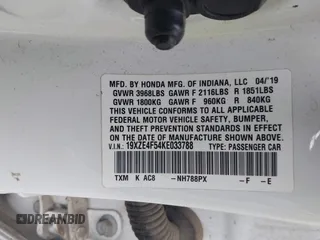 MFD. BY HONDA MFG. OF INDIANA, LLC 04/'19
GVWR 3968LBS GAWR F 2116LBS R 1851LBS
GVWR 1800KG GAWR F 960KG R 840KG
THIS VEHICLE CONFORMS TO ALL APPLICABLE
FEDERAL MOTOR VEHICLE SAFETY, BUMPER,
AND THEFT PREVENTION STANDARDS IN EFFECT
ON THE DATE OF MANUFACTURE SHOWN ABOVE.
V.I.N.: 19XZE4F54KE033788 TYPE: PASSENGER CAR
TXM K AC8 -NH788PX -F -E
AUTOBIDMASTER